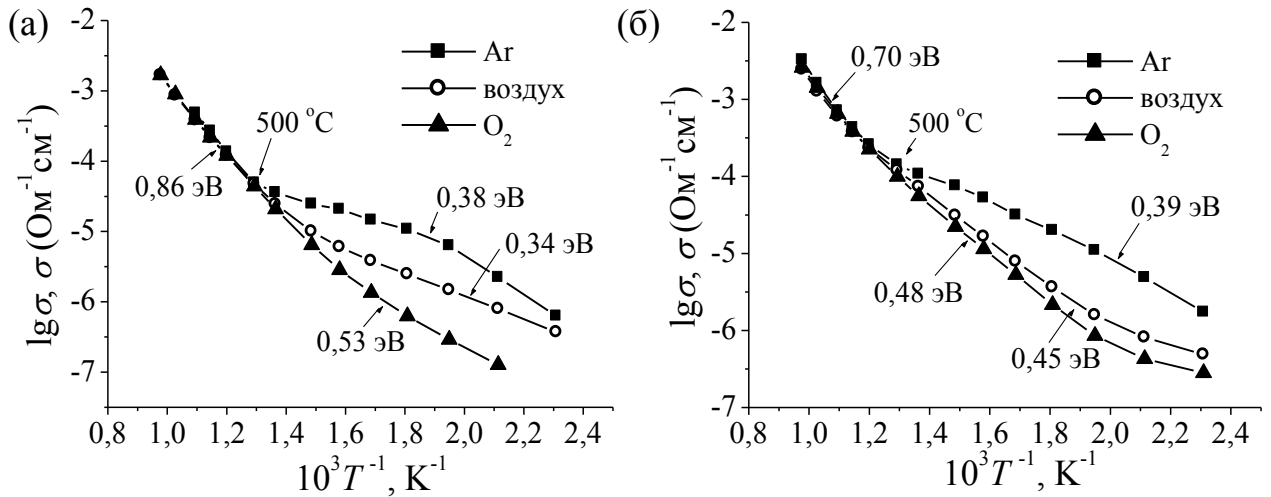 (а)
lgσ, σ (Ом⁻¹см⁻¹)
-2
-3
-4
-5
-6
-7
Ar
воздух
O₂
500 °C
0,86 эВ
0,38 эВ
0,34 эВ
0,53 эВ
0,8 1,0 1,2 1,4 1,6 1,8 2,0 2,2 2,4
10³T⁻¹, K⁻¹
(б)
lgσ, σ (Ом⁻¹см⁻¹)
-2
-3
-4
-5
-6
-7
0,70 эВ
Ar
воздух
O₂
500 °C
0,39 эВ
0,48 эВ
0,45 эВ
0,8 1,0 1,2 1,4 1,6 1,8 2,0 2,2 2,4
10³T⁻¹, K⁻¹